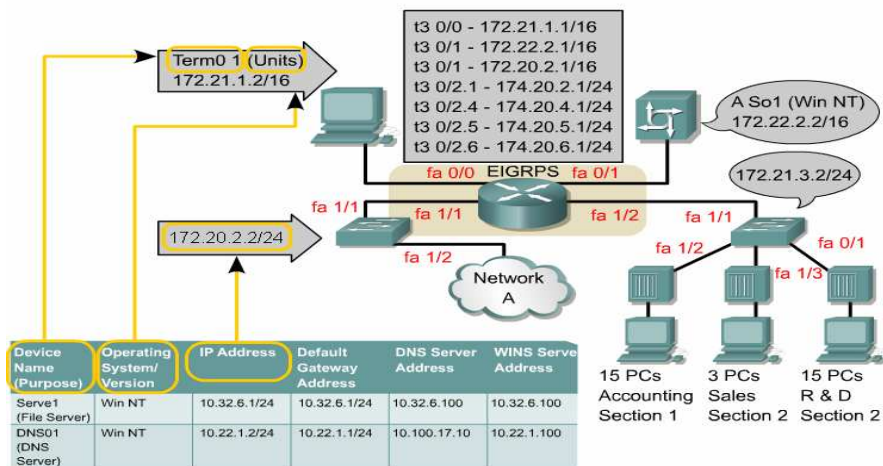 t3 0/0 - 172.21.1.1/16
t3 0/1 - 172.22.2.1/16
t3 0/1 - 172.20.2.1/16
t3 0/2.1 - 174.20.2.1/24
t3 0/2.4 - 174.20.4.1/24
t3 0/2.5 - 174.20.5.1/24
t3 0/2.6 - 174.20.6.1/24
Term0 1 (Units)
172.21.1.2/16
A So1 (Win NT)
172.22.2.2/16
172.21.3.2/24
fa 0/0
EIGRPS
fa 0/1
fa 1/1
fa 1/1
fa 1/2
fa 1/1
172.20.2.2/24
fa 1/2
fa 1/2
fa 1/3
fa 0/1
Network
A
15 PCs
Accounting
Section 1
3 PCs
Sales
Section 2
15 PCs
R & D
Section 2
Device
Name
(Purpose)
Operating
System/
Version
IP Address
Default
Gateway
Address
DNS Server
Address
WINS Serve
Address
Serve1
(File Server)
Win NT
10.32.6.1/24
10.32.6.1/24
10.32.6.100
10.32.6.100
DNS01
(DNS
Server)
Win NT
10.22.1.2/24
10.22.1.1/24
10.100.17.10
10.22.1.100